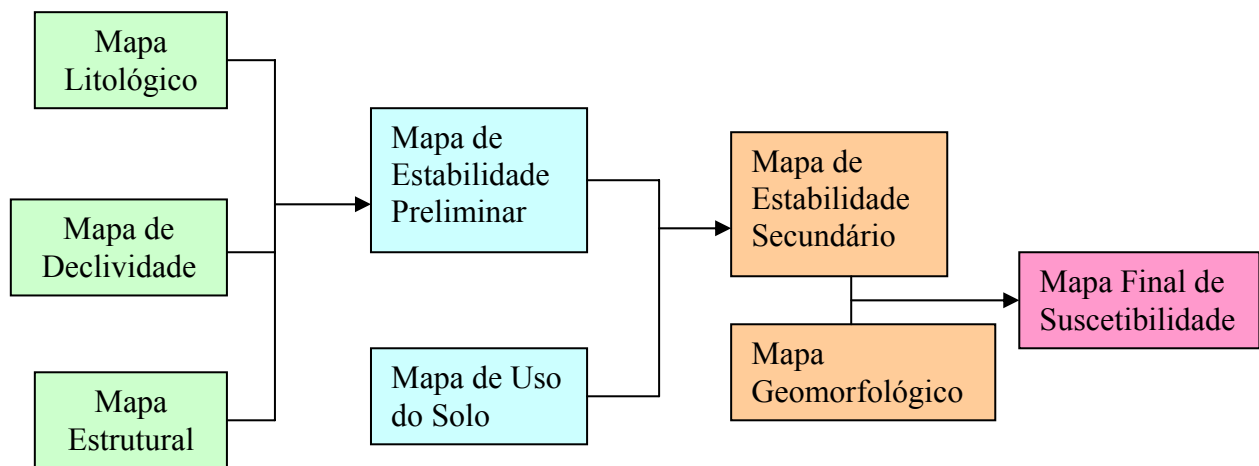 Mapa
Litológico
Mapa de
Declividade
Mapa
Estrutural
Mapa de
Estabilidade
Preliminar
Mapa de Uso
do Solo
Mapa de
Estabilidade
Secundário
Mapa
Geomorfológico
Mapa Final de
Suscetibilidade